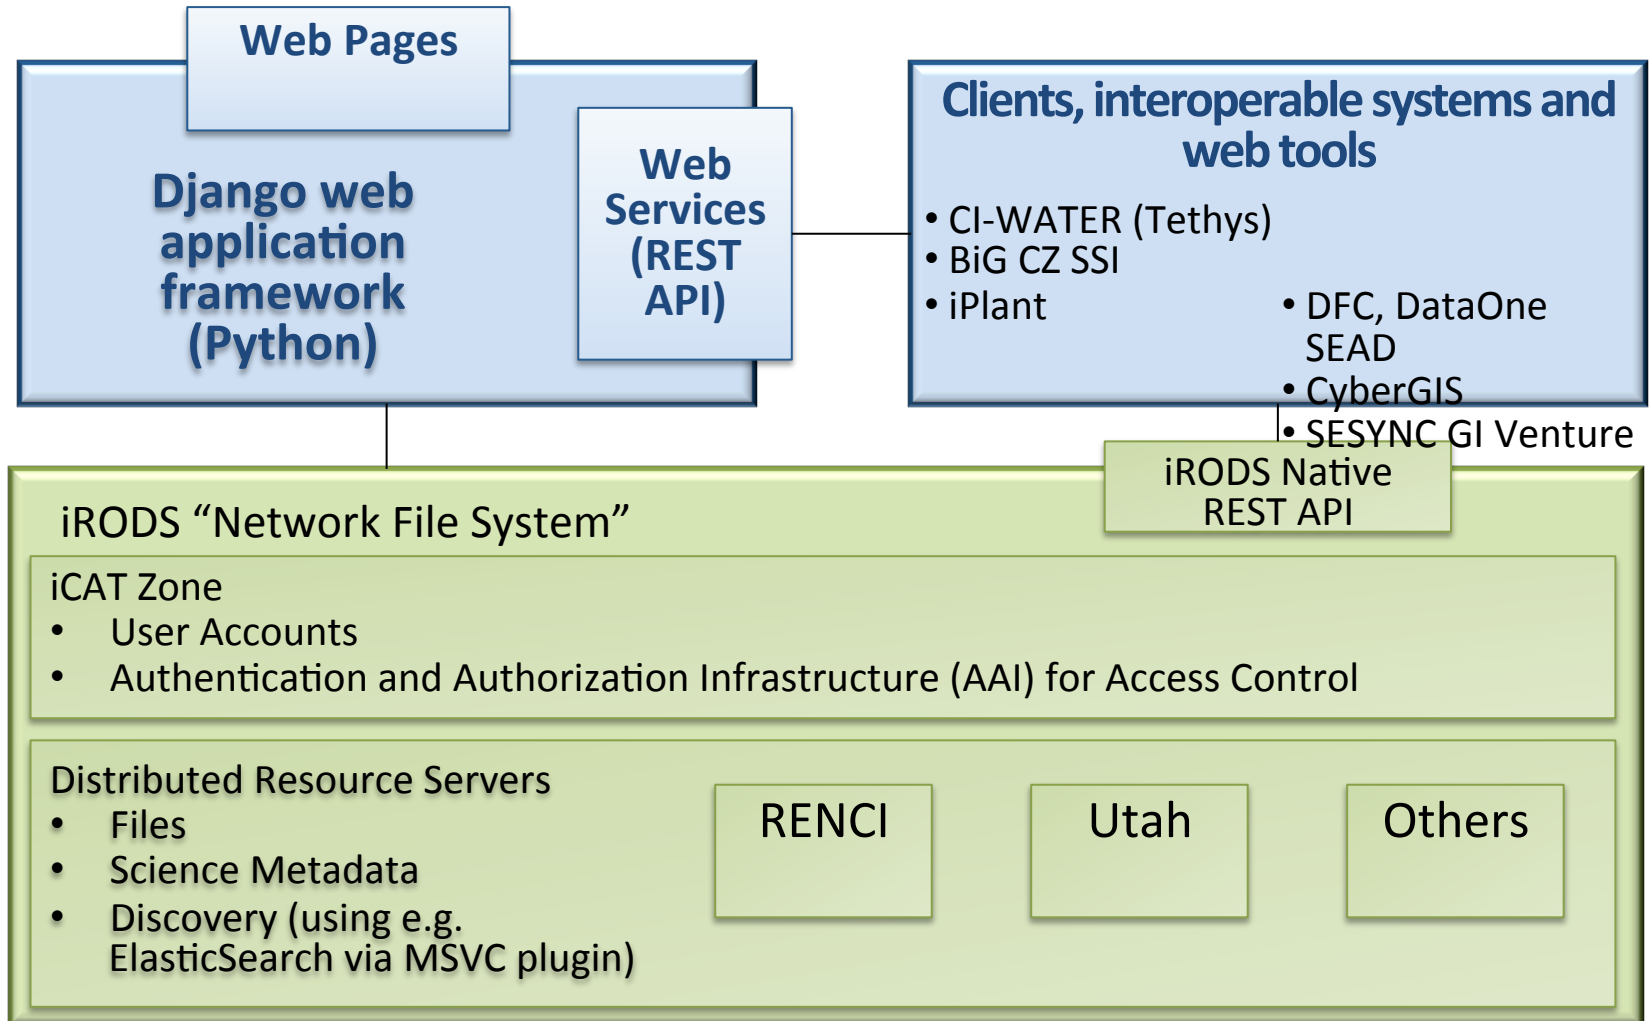 Web Pages
Django web
application
framework
(Python)
Web
Services
(REST
API)
Clients, interoperable systems and
web tools
• CI-WATER (Tethys)
• BiG CZ SSI
• iPlant
• DFC, DataOne
SEAD
• CyberGIS
• SESYNC GI Venture
iRODS Native
REST API
iRODS “Network File System”
iCAT Zone
• User Accounts
• Authentication and Authorization Infrastructure (AAI) for Access Control
Distributed Resource Servers
• Files
• Science Metadata
• Discovery (using e.g.
ElasticSearch via MSVC plugin)
RENCI
Utah
Others